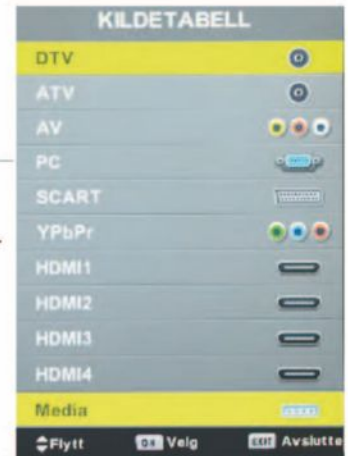 KILDETABELL
DTV
ATV
AV
PC
SCART
YPbPr
HDMI1
HDMI2
HDMI3
HDMI4
Media
Flytt OK Velg EXIT Avslutte